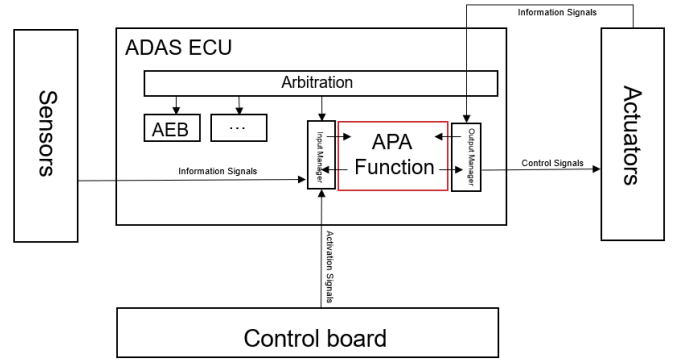 Information Signals
ADAS ECU
Arbitration
Sensors
Actuators
AEB
...
Input Manager
APA
Function
Output Manager
Information Signals
Control Signals
Activation Signals
Control board